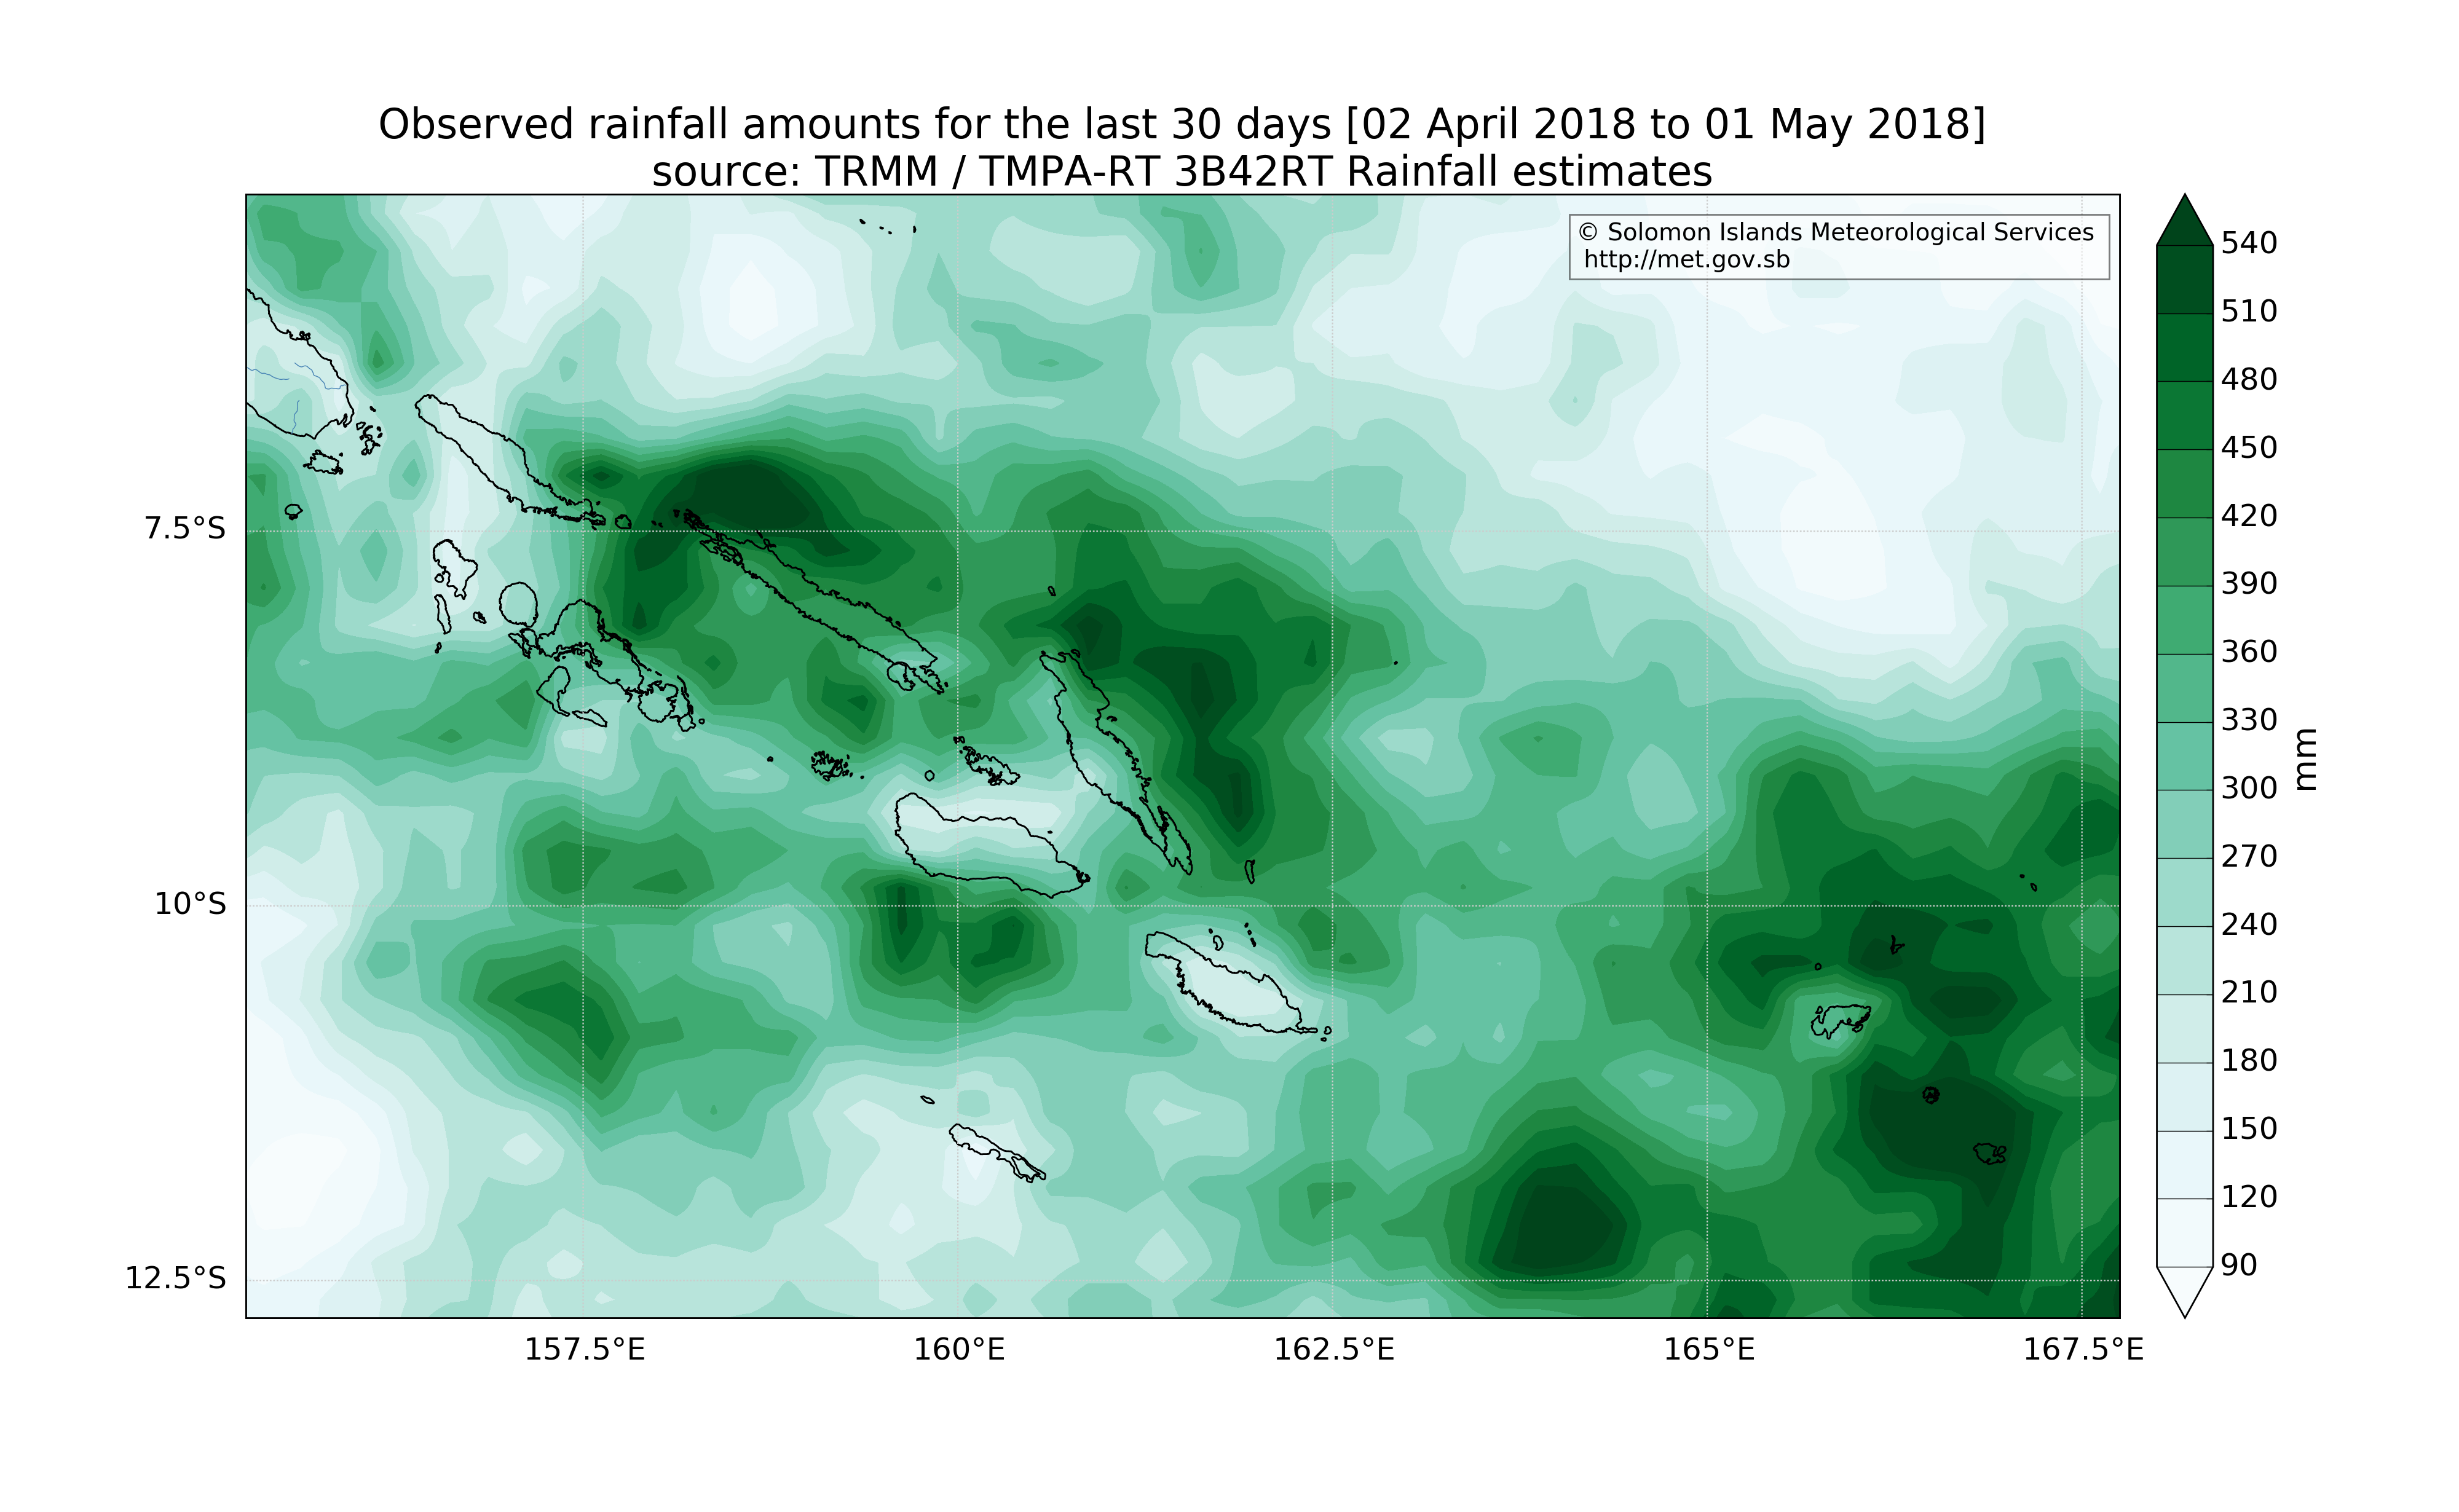 Observed rainfall amounts for the last 30 days [02 April 2018 to 01 May 2018]
source: TRMM / TMPA-RT 3B42RT Rainfall estimates
© Solomon Islands Meteorological Services
http://met.gov.sb
7.5°S
10°S
12.5°S
157.5°E
160°E
162.5°E
165°E
167.5°E
540
510
480
450
420
390
360
330
300
270
240
210
180
150
120
90
mm